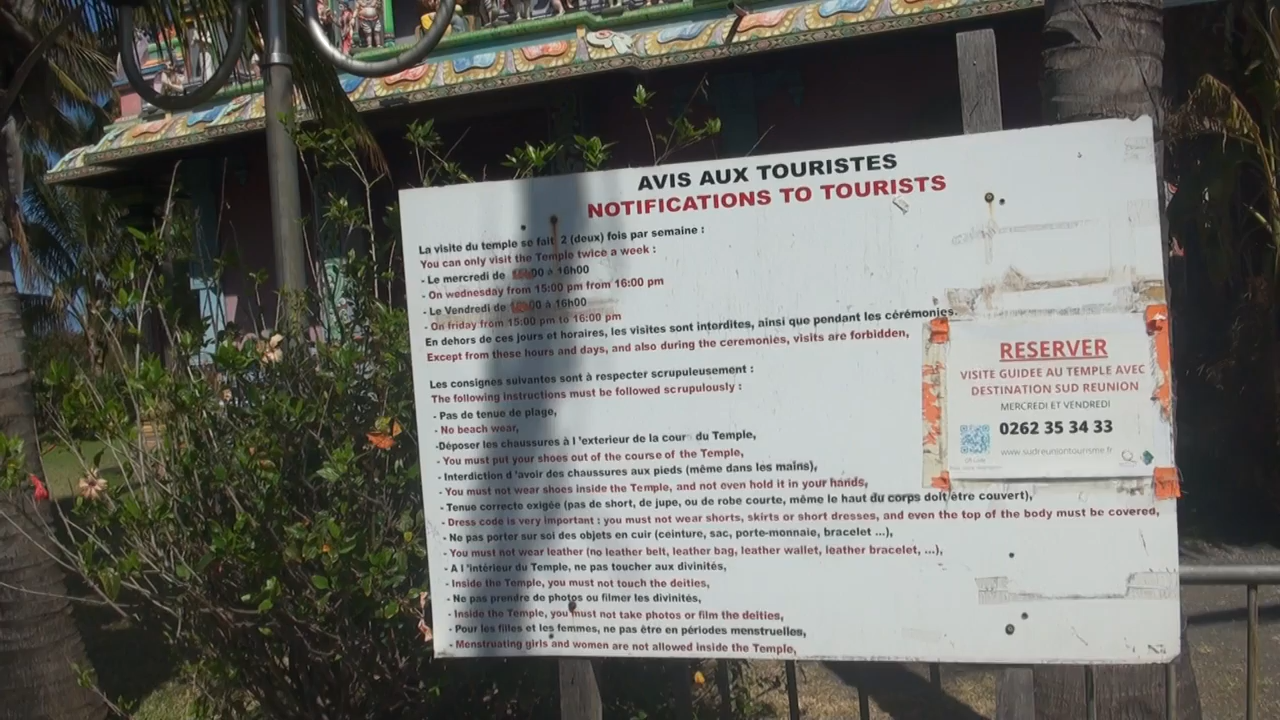 AVIS AUX TOURISTES
NOTIFICATIONS TO TOURISTS
La visite du temple se fait 2 (deux) fois par semaine :
You can only visit the Temple twice a week :
- Le mercredi de à 16h00
- On wednesday from 15:00 pm from 16:00 pm
- Le Vendredi de à 16h00
- On friday from 15:00 pm to 16:00 pm
En dehors de ces jours et horaires, les visites sont interdites, ainsi que pendant les cérémonies.
Except from these hours and days, and also during the ceremonies, visits are forbidden,
Les consignes suivantes sont à respecter scrupuleusement :
The following instructions must be followed scrupulously :
- Pas de tenue de plage,
- No beach wear,
-Déposer les chaussures à l 'exterieur de la cour du Temple,
- You must put your shoes out of the course of the Temple,
- Interdiction d 'avoir des chaussures aux pieds (même dans les mains),
- You must not wear shoes inside the Temple, and not even hold it in your hands,
- Tenue correcte exigée (pas de short, de jupe, ou de robe courte, même le haut du corps doit être couvert),
- Dress code is very important : you must not wear shorts, skirts or short dresses, and even the top of the body must be covered,
- Ne pas porter sur soi des objets en cuir (ceinture, sac, porte-monnaie, bracelet ...),
- You must not wear leather (no leather belt, leather bag, leather wallet, leather bracelet, ...),
- A l 'intérieur du Temple, ne pas toucher aux divinités,
- Inside the Temple, you must not touch the deities,
- Ne pas prendre de photos ou filmer les divinités,
- Inside the Temple, you must not take photos or film the deities,
- Pour les filles et les femmes, ne pas être en périodes menstruelles,
- Menstruating girls and women are not allowed inside the Temple,
RESERVER
VISITE GUIDEE AU TEMPLE AVEC
DESTINATION SUD REUNION
MERCREDI ET VENDREDI
0262 35 34 33
www.sudreuniontourisme.fr